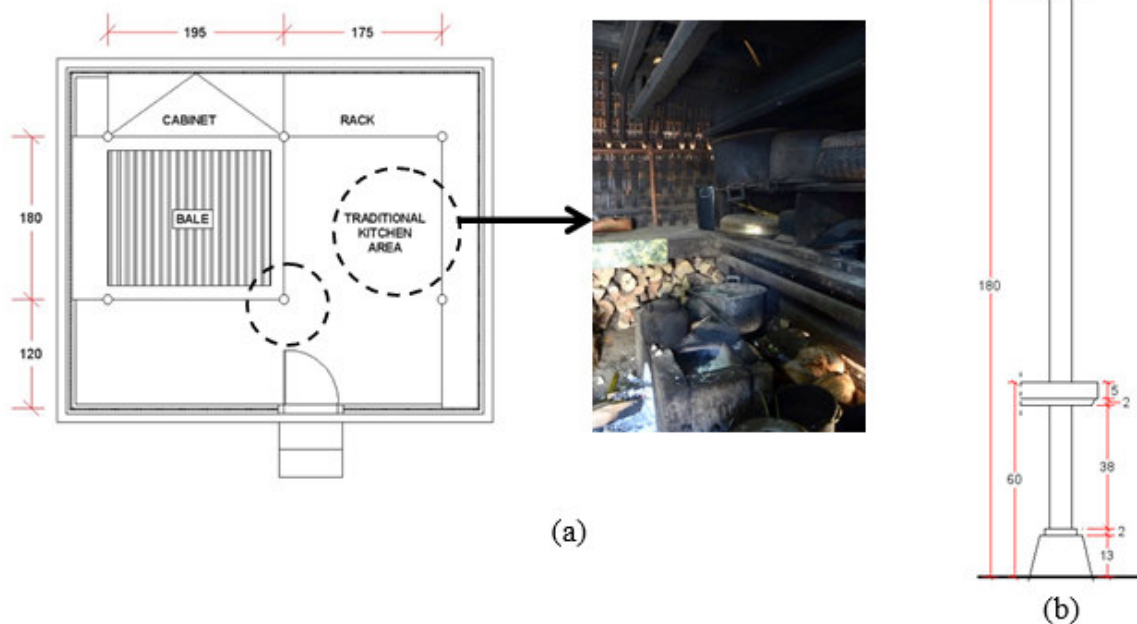 195
175
CABINET
RACK
180
BALE
TRADITIONAL
KITCHEN
AREA
120
(a)
180
5
2
60
38
2
13
(b)